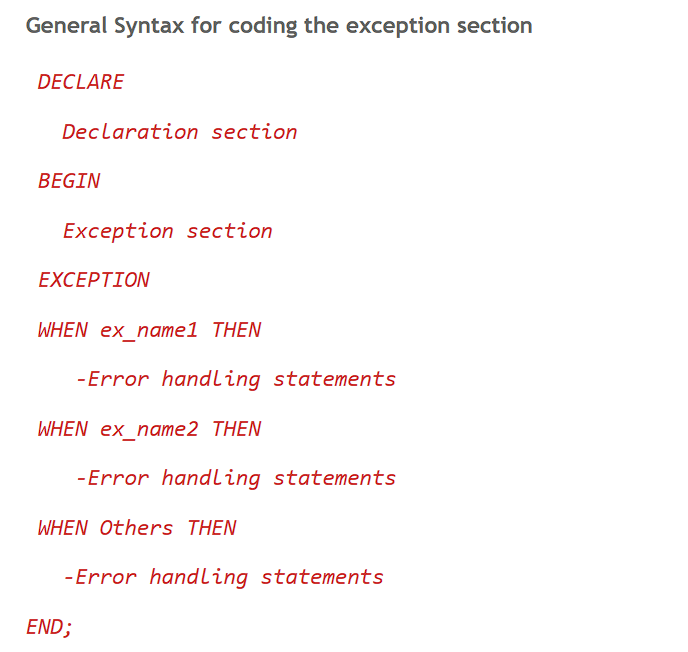 General Syntax for coding the exception section
DECLARE
Declaration section
BEGIN
Exception section
EXCEPTION
WHEN ex_name1 THEN
-Error handling statements
WHEN ex_name2 THEN
-Error handling statements
WHEN Others THEN
-Error handling statements
END;